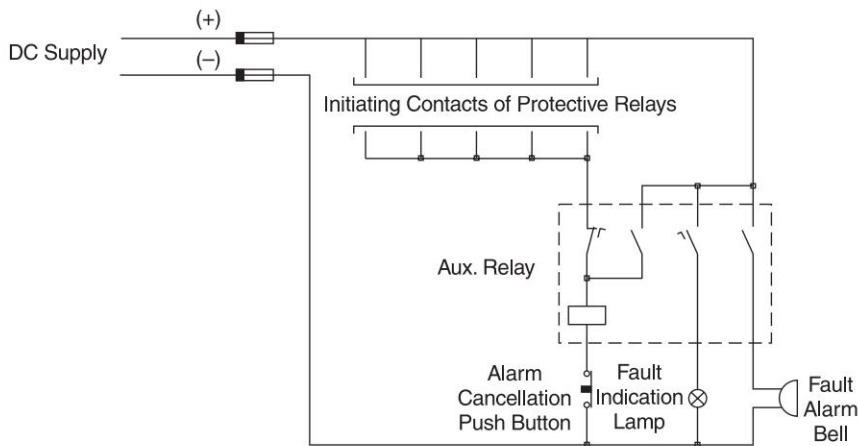 (+)
DC Supply
(–)
Initiating Contacts of Protective Relays
Aux. Relay
Alarm
Cancellation
Push Button
Fault
Indication
Lamp
Fault
Alarm
Bell